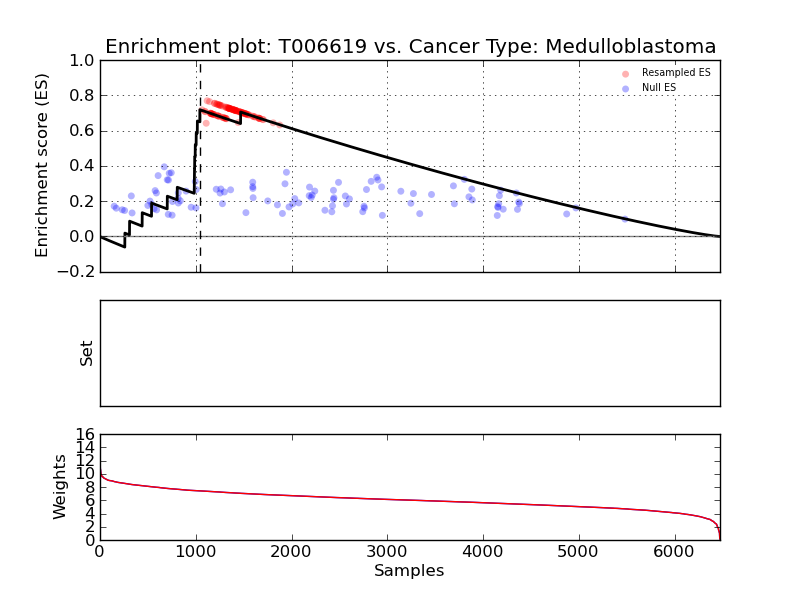 Enrichment plot: T006619 vs. Cancer Type: Medulloblastoma
Enrichment score (ES)
1.0
0.8
0.6
0.4
0.2
0.0
−0.2
Resampled ES
Null ES
Set
Weights
16
14
12
10
8
6
4
2
0
0 1000 2000 3000 4000 5000 6000
Samples